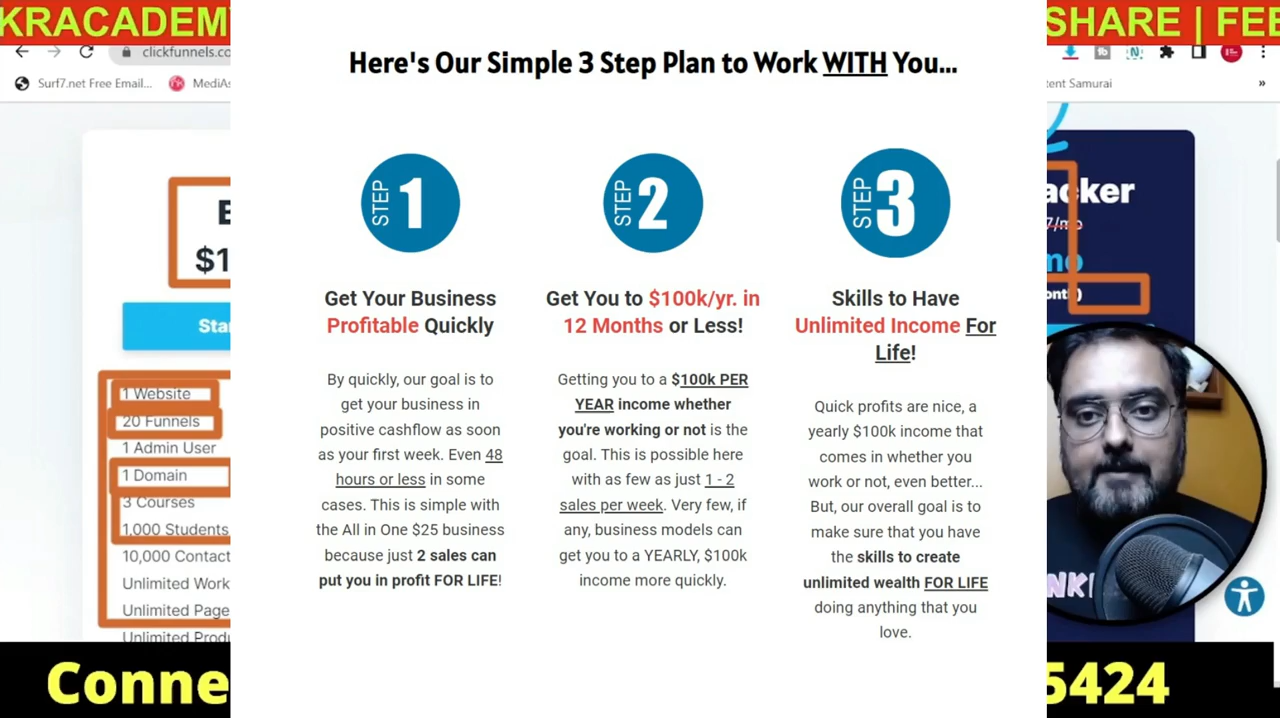 KRACADEM
SHARE | FEE
clickfunnels.co
Surf7.net Free Email...
MediAs
tent Samurai
Here's Our Simple 3 Step Plan to Work WITH You...
STEP 1
STEP 2
STEP 3
Get Your Business
Profitable Quickly
By quickly, our goal is to
get your business in
positive cashflow as soon
as your first week. Even 48
hours or less in some
cases. This is simple with
the All in One $25 business
because just 2 sales can
put you in profit FOR LIFE!
Get You to $100k/yr. in
12 Months or Less!
Getting you to a $100k PER
YEAR income whether
you're working or not is the
goal. This is possible here
with as few as just 1 - 2
sales per week. Very few, if
any, business models can
get you to a YEARLY, $100k
income more quickly.
Skills to Have
Unlimited Income For
Life!
Quick profits are nice, a
yearly $100k income that
comes in whether you
work or not, even better...
But, our overall goal is to
make sure that you have
the skills to create
unlimited wealth FOR LIFE
doing anything that you
love.
$1
Sta
1 Website
20 Funnels
1 Admin User
1 Domain
3 Courses
1,000 Students
10,000 Contact
Unlimited Work
Unlimited Page
Unlimited Produ
acker
7/mo
mo
Conne
5424